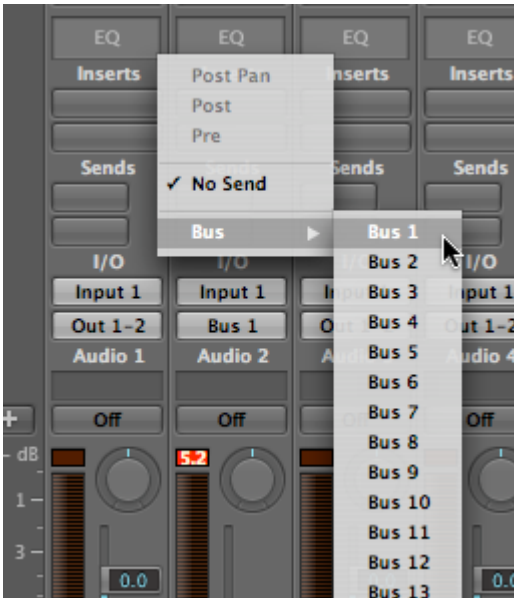 EQ EQ EQ EQ
Inserts Post Pan Inserts Inserts
Post
Pre
Sends Sends Sends
✓ No Send
Bus ▶ Bus 1
I/O I/O I/O Bus 2 I/O
Input 1 Input 1 Bus 3 Input 1
Out 1-2 Bus 1 Out Bus 4 Out 1-2
Audio 1 Audio 2 Bus 5 Audio 4
Bus 6
+ Off Off Bus 7 Off
dB 5.2 Bus 8
Bus 9
1 Bus 10
Bus 11
3 Bus 12
0.0 Bus 13 0.0